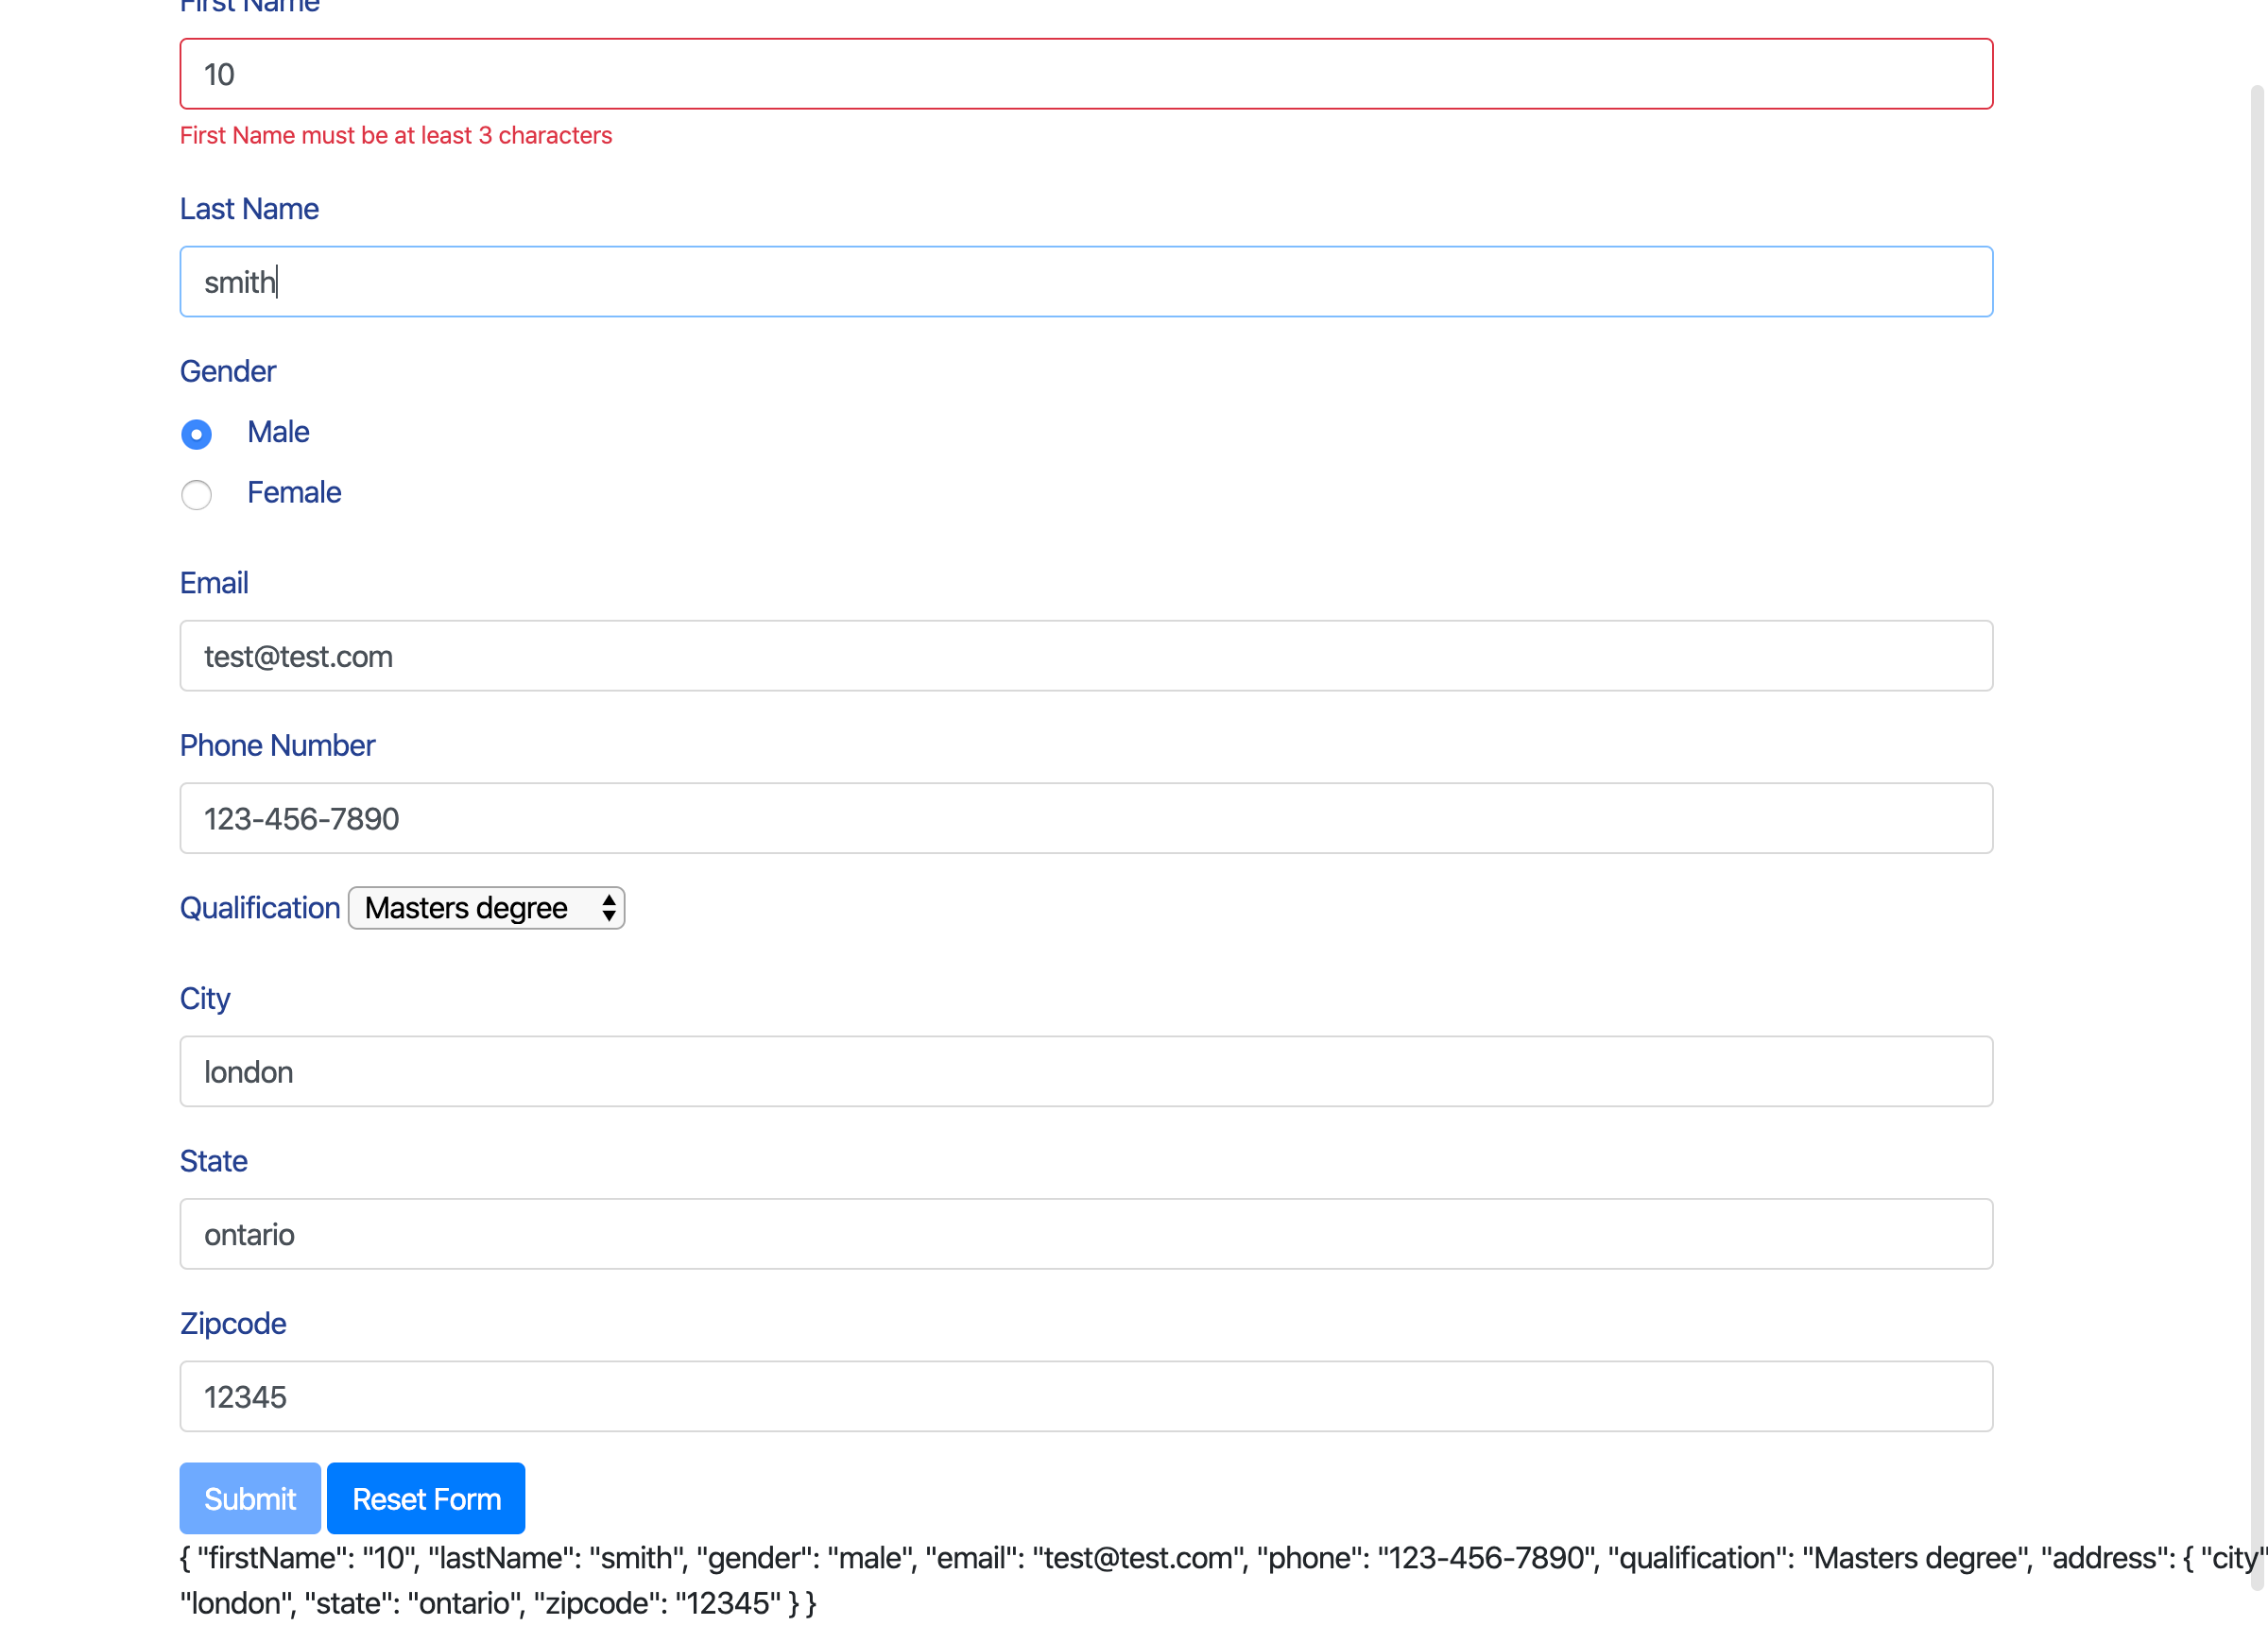 First Name
10
First Name must be at least 3 characters
Last Name
smith
Gender
Male
Female
Email
test@test.com
Phone Number
123-456-7890
Qualification Masters degree
City
london
State
ontario
Zipcode
12345
Submit Reset Form
{ "firstName": "10", "lastName": "smith", "gender": "male", "email": "test@test.com", "phone": "123-456-7890", "qualification": "Masters degree", "address": { "city"
"london", "state": "ontario", "zipcode": "12345" } }